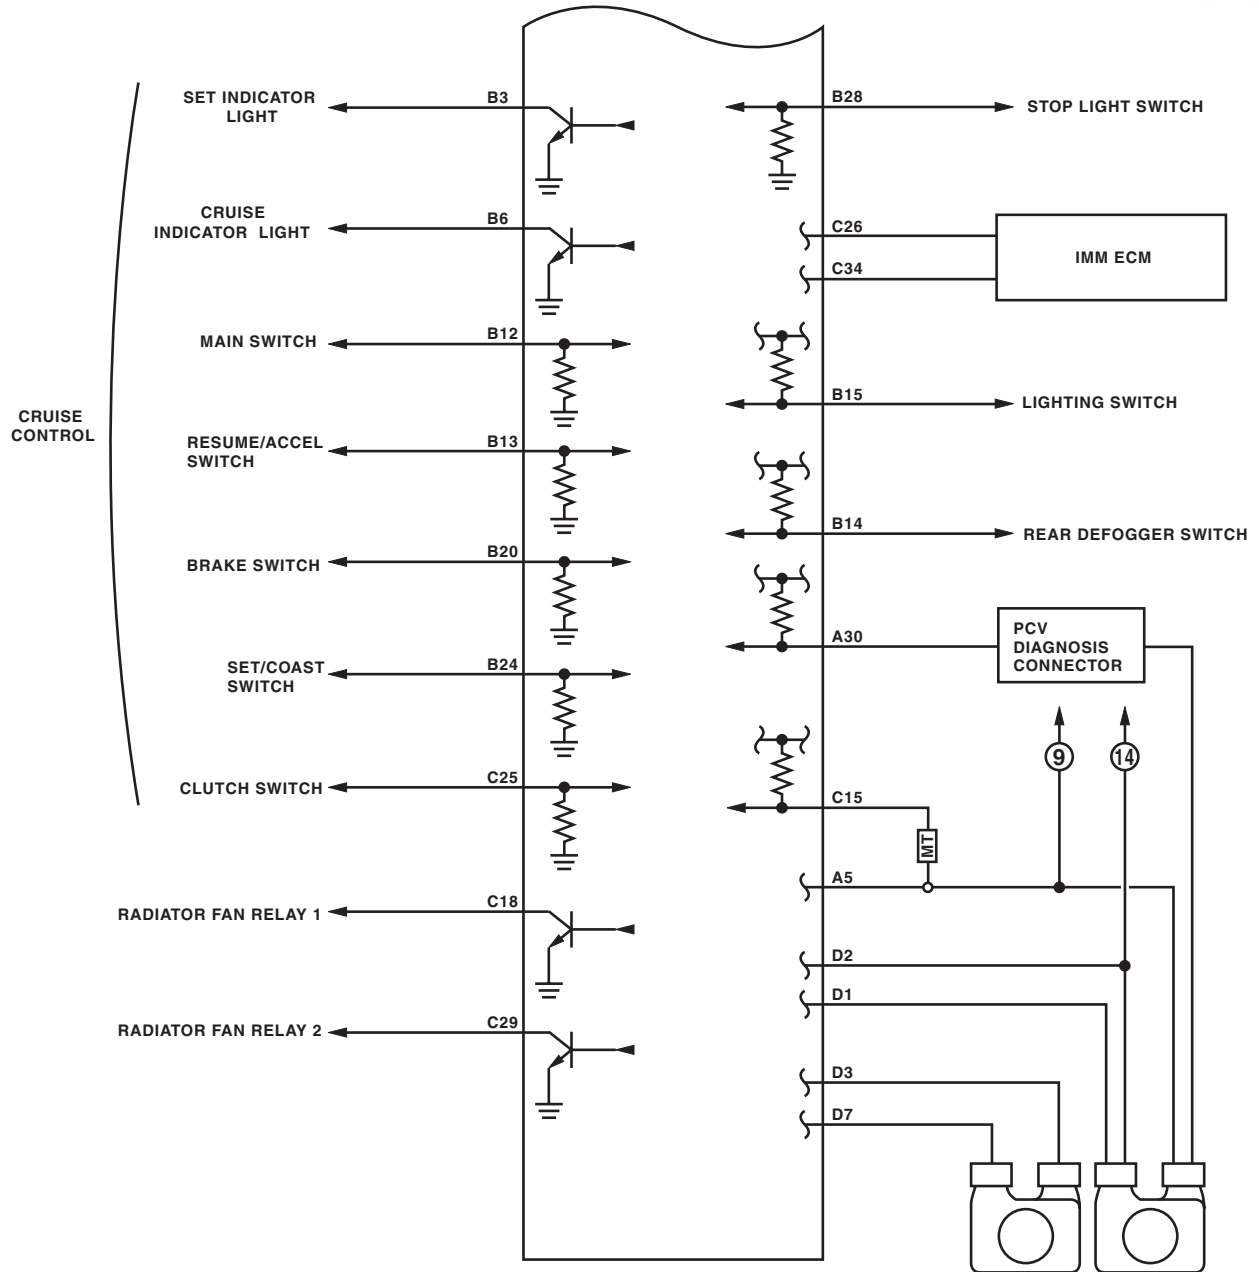 SET INDICATOR
LIGHT
B3
CRUISE
INDICATOR LIGHT
B6
MAIN SWITCH
B12
CRUISE
CONTROL
RESUME/ACCEL
SWITCH
B13
BRAKE SWITCH
B20
SET/COAST
SWITCH
B24
CLUTCH SWITCH
C25
RADIATOR FAN RELAY 1
C18
RADIATOR FAN RELAY 2
C29
B28
STOP LIGHT SWITCH
C26
C34
IMM ECM
B15
LIGHTING SWITCH
B14
REAR DEFOGGER SWITCH
A30
PCV
DIAGNOSIS
CONNECTOR
9
14
C15
MT
A5
D2
D1
D3
D7